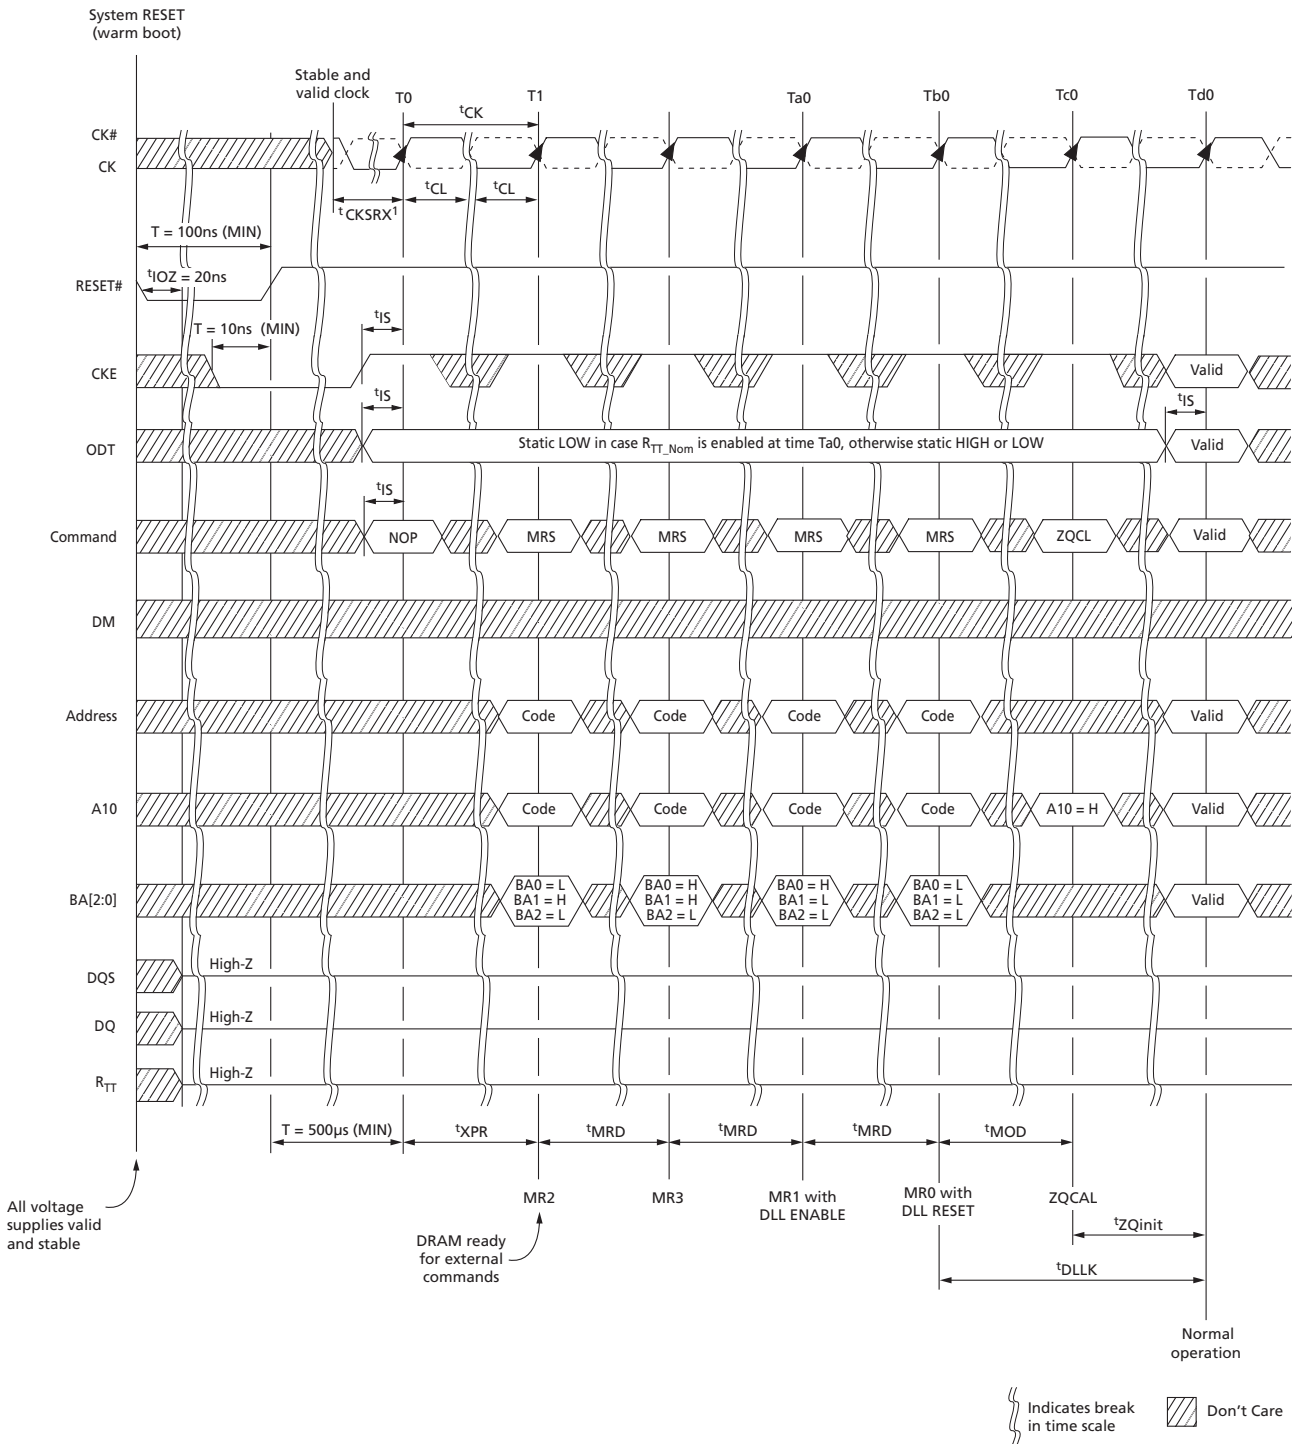 System RESET
(warm boot)
Stable and
valid clock
T0
T1
Ta0
Tb0
Tc0
Td0
tCK
CK#
CK
tCKSRX1
tCL
tCL
T = 100ns (MIN)
tIOZ = 20ns
RESET#
T = 10ns (MIN)
tIS
CKE
Valid
tIS
tIS
ODT
Static LOW in case RTT_Nom is enabled at time Ta0, otherwise static HIGH or LOW
Valid
tIS
Command
NOP
MRS
MRS
MRS
MRS
ZQCL
Valid
DM
Address
Code
Code
Code
Code
Valid
A10
Code
Code
Code
Code
A10 = H
Valid
BA[2:0]
BA0 = L
BA1 = H
BA2 = L
BA0 = H
BA1 = H
BA2 = L
BA0 = H
BA1 = L
BA2 = L
BA0 = L
BA1 = L
BA2 = L
Valid
DQS
High-Z
DQ
High-Z
RTT
High-Z
T = 500µs (MIN)
tXPR
tMRD
tMRD
tMRD
tMOD
All voltage
supplies valid
and stable
MR2
MR3
MR1 with
DLL ENABLE
MR0 with
DLL RESET
ZQCAL
tZQinit
DRAM ready
for external
commands
tDLLK
Normal
operation
Indicates break
in time scale
Don't Care